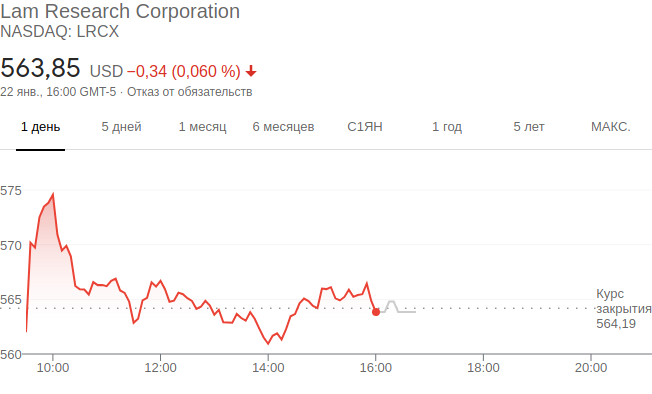 Lam Research Corporation
NASDAQ: LRCX
563,85 USD −0,34 (0,060 %)
22 янв., 16:00 GMT-5 · Отказ от обязательств
1 день 5 дней 1 месяц 6 месяцев С1ЯН 1 год 5 лет МАКС.
575
570
565
560
Курс
закрытия
564,19
10:00 12:00 14:00 16:00 18:00 20:00